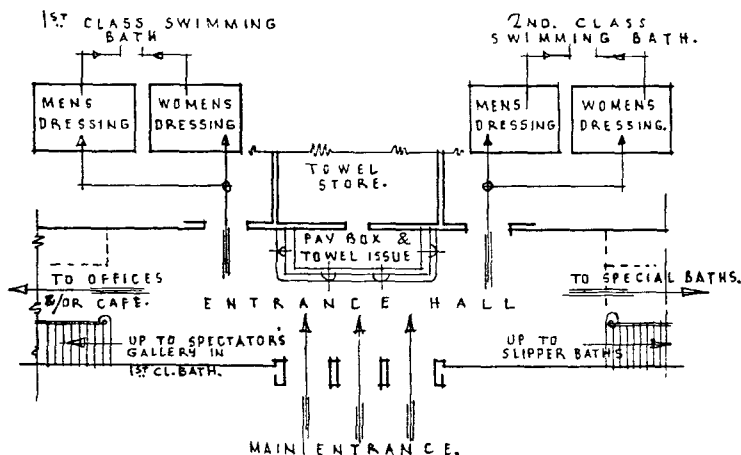 1ST CLASS SWIMMING
BATH
2ND. CLASS
SWIMMING BATH.
MENS
DRESSING
WOMENS
DRESSING
MENS
DRESSING
WOMENS
DRESSING.
TOWEL
STORE.
PAY BOX &
TOWEL ISSUE
TO OFFICES
&/OR CAFE.
TO SPECIAL BATHS.
ENTRANCE HALL
UP TO SPECTATOR'S
GALLERY IN
1ST CL. BATH.
UP TO
SLIPPER BATHS
MAIN ENTRANCE.